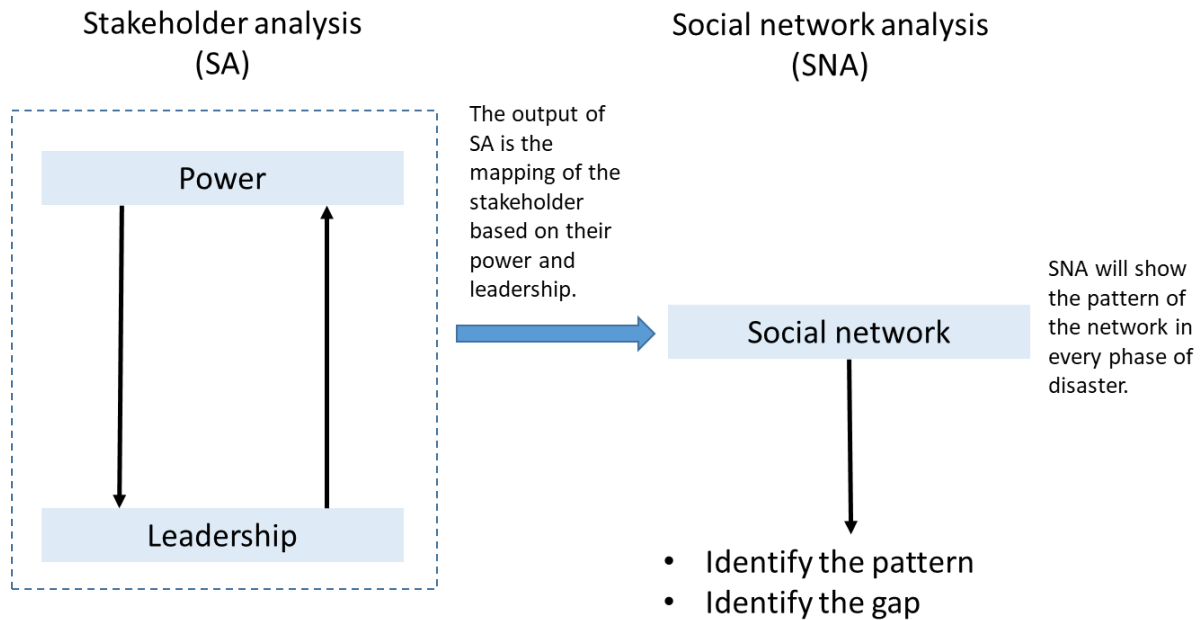 Stakeholder analysis
(SA)
Social network analysis
(SNA)
Power
Leadership
The output of
SA is the
mapping of the
stakeholder
based on their
power and
leadership.
Social network
SNA will show
the pattern of
the network in
every phase of
disaster.
• Identify the pattern
• Identify the gap